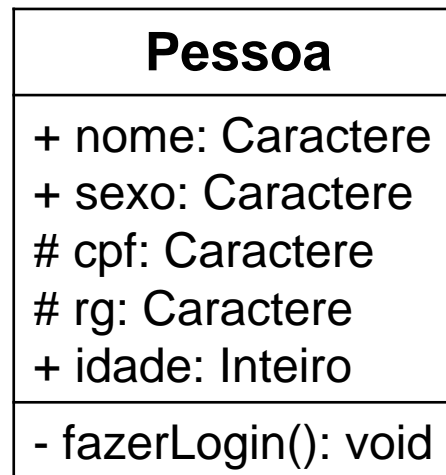 Pessoa
+ nome: Caractere
+ sexo: Caractere
# cpf: Caractere
# rg: Caractere
+ idade: Inteiro
- fazerLogin(): void